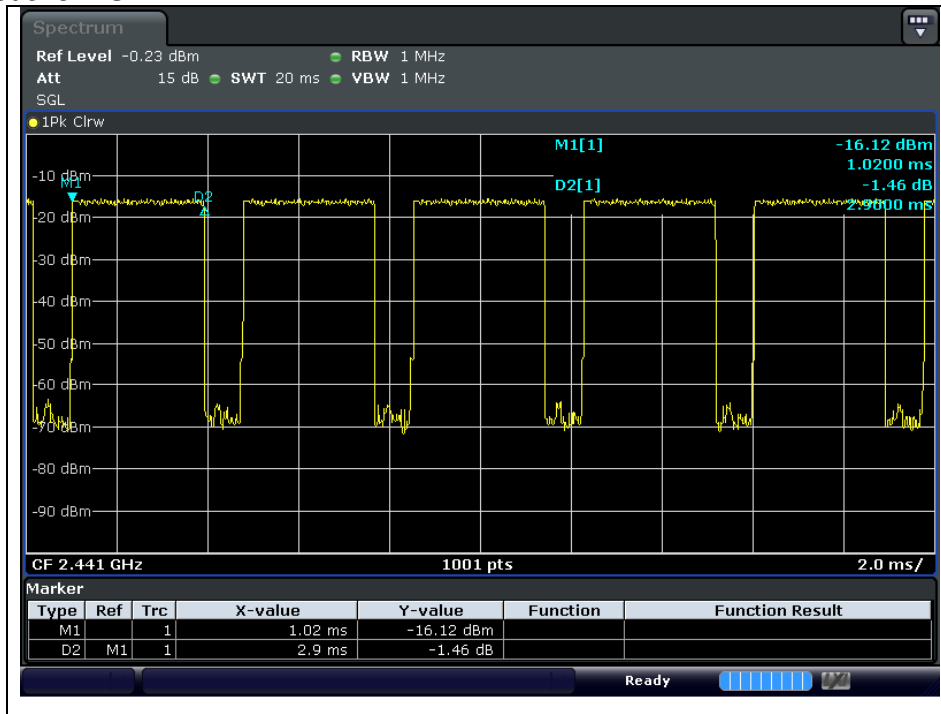 Spectrum
Ref Level -0.23 dBm RBW 1 MHz
Att 15 dB SWT 20 ms VBW 1 MHz
SGL
1Pk Clrw
M1[1] -16.12 dBm
1.0200 ms
D2[1] -1.46 dB
2.9000 ms
M1
D2
-10 dBm
-20 dBm
-30 dBm
-40 dBm
-50 dBm
-60 dBm
-70 dBm
-80 dBm
-90 dBm
CF 2.441 GHz 1001 pts 2.0 ms/
Marker
Type Ref Trc X-value Y-value Function Function Result
M1 1 1.02 ms -16.12 dBm
D2 M1 1 2.9 ms -1.46 dB
Ready